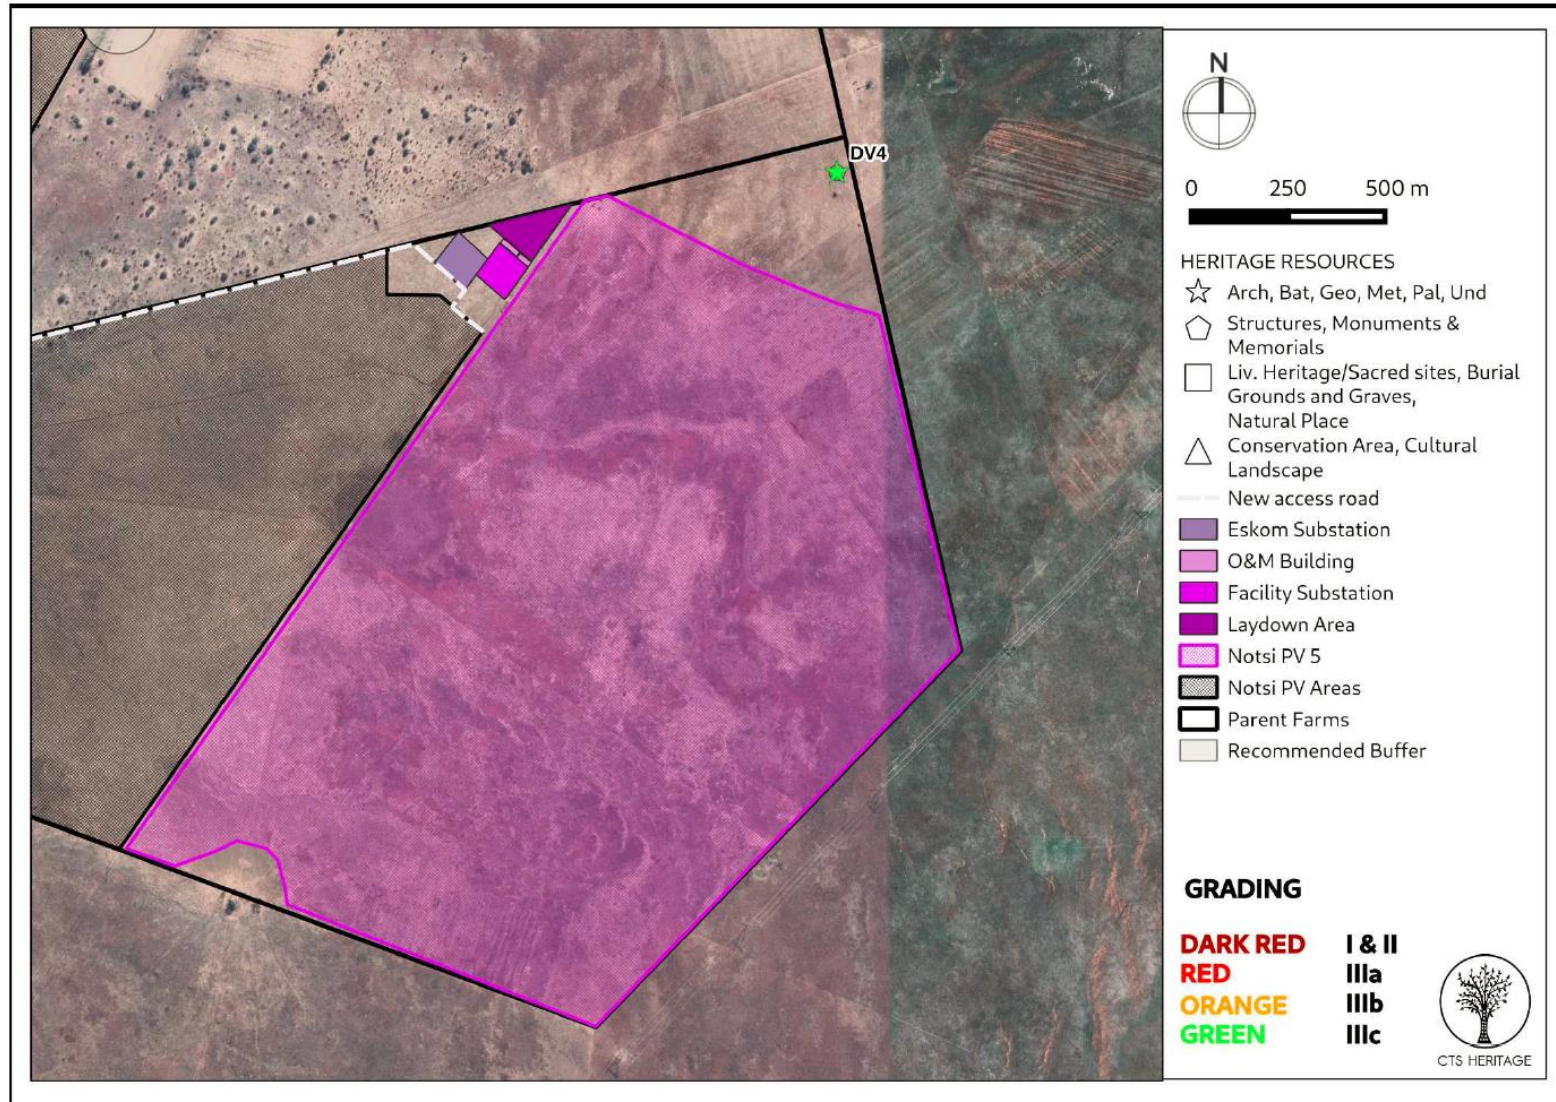 DV4
N
0 250 500 m
HERITAGE RESOURCES
Arch, Bat, Geo, Met, Pal, Und
Structures, Monuments &
Memorials
Liv. Heritage/Sacred sites, Burial
Grounds and Graves,
Natural Place
Conservation Area, Cultural
Landscape
New access road
Eskom Substation
O&M Building
Facility Substation
Laydown Area
Notsi PV 5
Notsi PV Areas
Parent Farms
Recommended Buffer
GRADING
DARK RED I & II
RED IIIa
ORANGE IIIb
GREEN IIIc
CTS HERITAGE